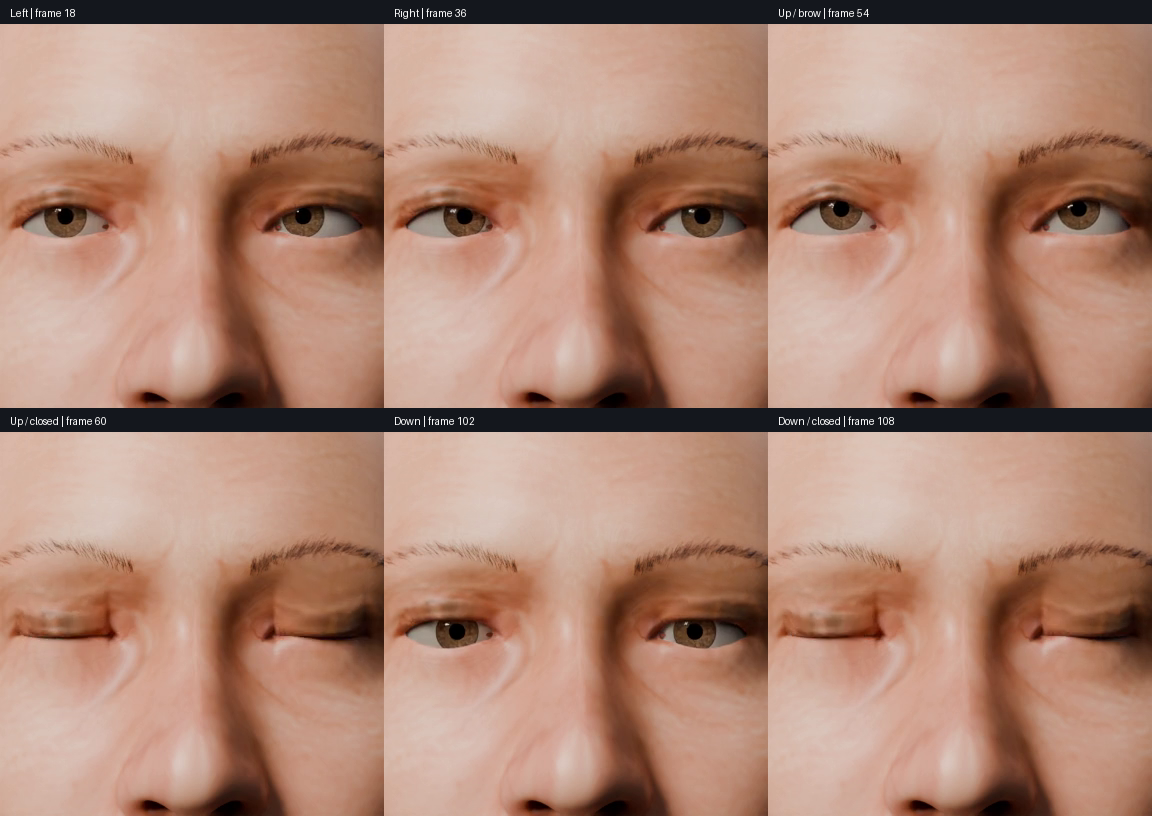 Left | frame 18
Right | frame 36
Up / brow | frame 54
Up / closed | frame 60
Down | frame 102
Down / closed | frame 108